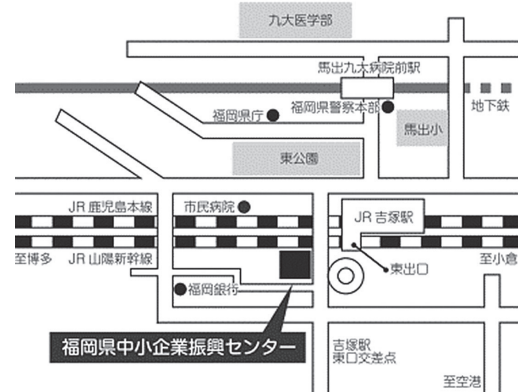 九大医学部
馬出九大病院前駅
福岡県警察本部
地下鉄
福岡県庁
馬出小
東公園
JR 鹿児島本線
市民病院
JR 吉塚駅
至博多
JR 山陽新幹線
至小倉
東出口
福岡銀行
福岡県中小企業振興センター
吉塚駅
東口交差点
至空港